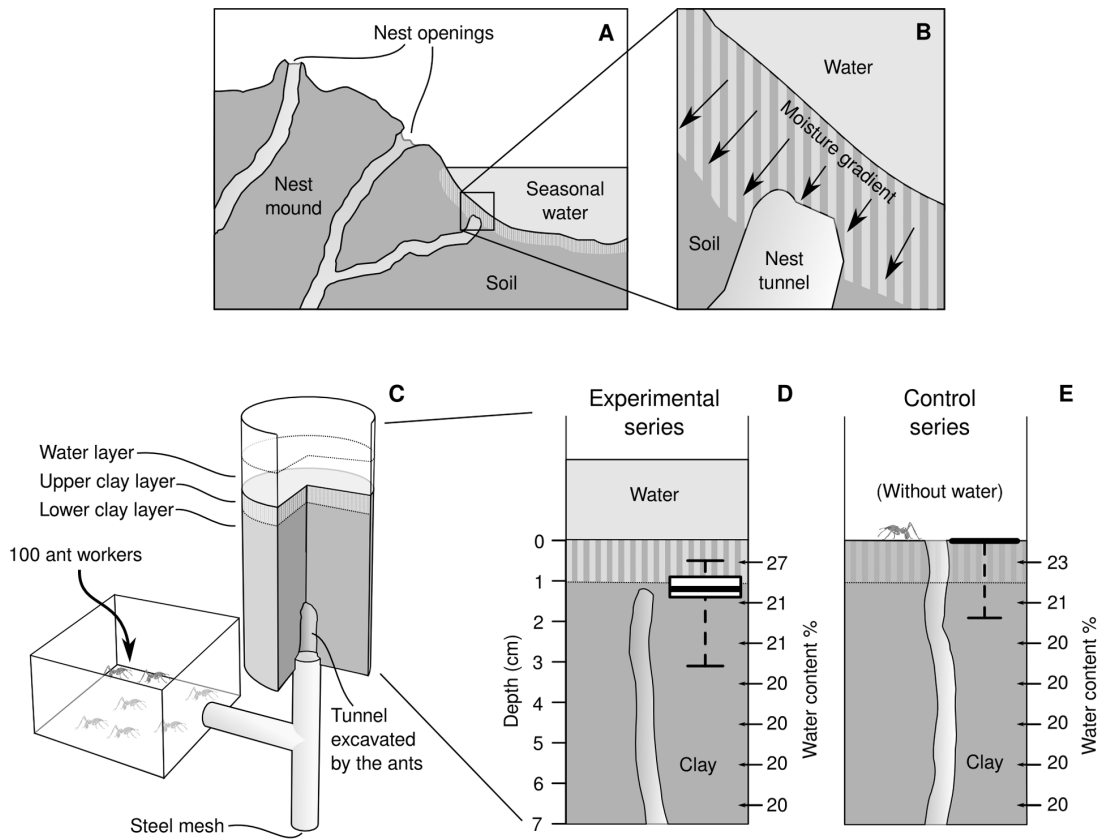 Nest openings
A
Nest
mound
Seasonal
water
Soil
B
Water
Moisture gradient
Soil
Nest
tunnel
C
Water layer
Upper clay layer
Lower clay layer
100 ant workers
Tunnel
excavated
by the ants
Steel mesh
Experimental
series
D
Water
0
1
2
3
4
5
6
7
Depth (cm)
27
21
21
20
20
20
20
Water content %
Clay
Control
series
E
(Without water)
23
21
20
20
20
20
20
Water content %
Clay